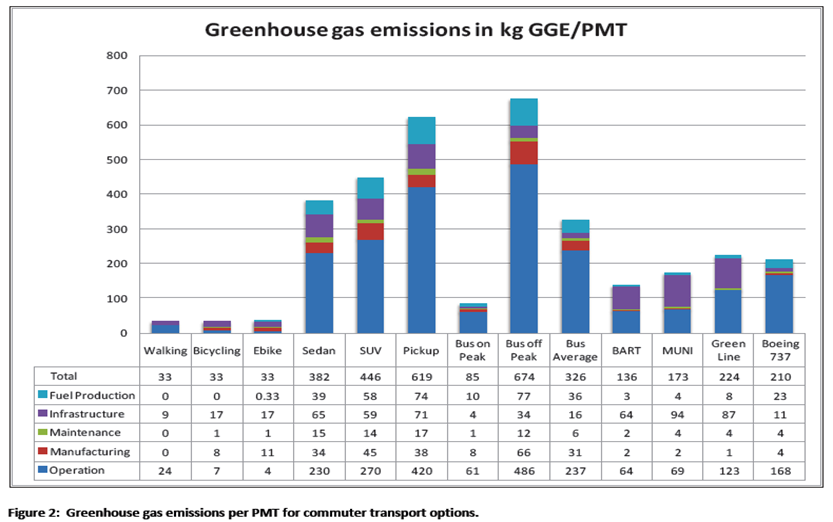 Greenhouse gas emissions in kg GGE/PMT
800
700
600
500
400
300
200
100
0
Walking Bicycling Ebike Sedan SUV Pickup Bus on Peak Bus off Peak Bus Average BART MUNI Green Line Boeing 737
Total 33 33 33 382 446 619 85 674 326 136 173 224 210
Fuel Production 0 0 0.33 39 58 74 10 77 36 3 4 8 23
Infrastructure 9 17 17 65 59 71 4 34 16 64 94 87 11
Maintenance 0 1 1 15 14 17 1 12 6 2 4 4 4
Manufacturing 0 8 11 34 45 38 8 66 31 2 2 1 4
Operation 24 7 4 230 270 420 61 486 237 64 69 123 168
Figure 2: Greenhouse gas emissions per PMT for commuter transport options.